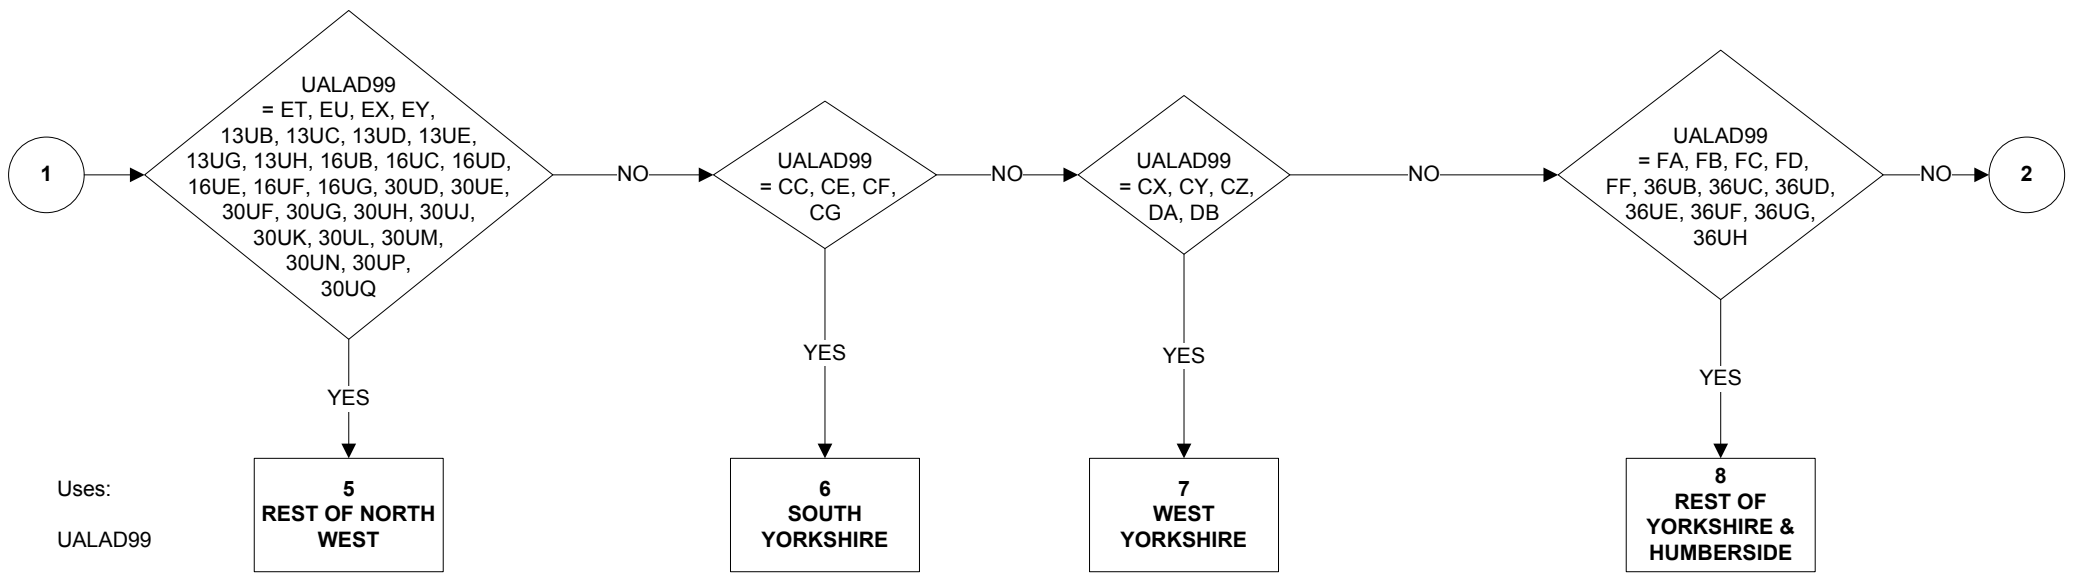 1
UALAD99
= ET, EU, EX, EY,
13UB, 13UC, 13UD, 13UE,
13UG, 13UH, 16UB, 16UC, 16UD,
16UE, 16UF, 16UG, 30UD, 30UE,
30UF, 30UG, 30UH, 30UJ,
30UK, 30UL, 30UM,
30UN, 30UP,
30UQ
NO
UALAD99
= CC, CE, CF,
CG
NO
UALAD99
= CX, CY, CZ,
DA, DB
NO
UALAD99
= FA, FB, FC, FD,
FF, 36UB, 36UC, 36UD,
36UE, 36UF, 36UG,
36UH
NO
2
YES
YES
YES
YES
Uses:
UALAD99
5
REST OF NORTH
WEST
6
SOUTH
YORKSHIRE
7
WEST
YORKSHIRE
8
REST OF
YORKSHIRE &
HUMBERSIDE